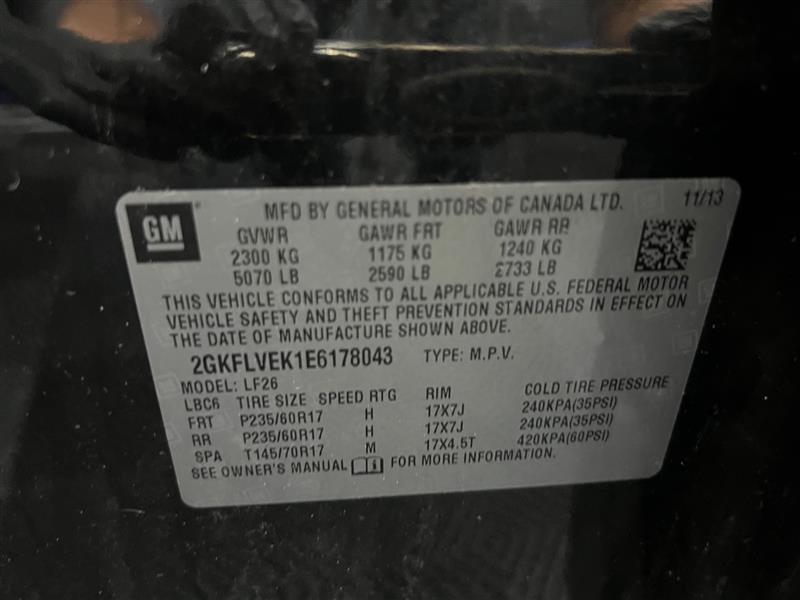 GM
MFD BY GENERAL MOTORS OF CANADA LTD. 11/13
GVWR GAWR FRT GAWR RR
2300 KG 1175 KG 1240 KG
5070 LB 2590 LB 2733 LB
THIS VEHICLE CONFORMS TO ALL APPLICABLE U.S. FEDERAL MOTOR
VEHICLE SAFETY AND THEFT PREVENTION STANDARDS IN EFFECT ON
THE DATE OF MANUFACTURE SHOWN ABOVE.
2GKFLVEK1E6178043 TYPE: M.P.V.
MODEL: LF26
LBC6 TIRE SIZE SPEED RTG RIM COLD TIRE PRESSURE
FRT P235/60R17 H 17X7J 240KPA(35PSI)
RR P235/60R17 H 17X7J 240KPA(35PSI)
SPA T145/70R17 M 17X4.5T 420KPA(60PSI)
SEE OWNER'S MANUAL FOR MORE INFORMATION.